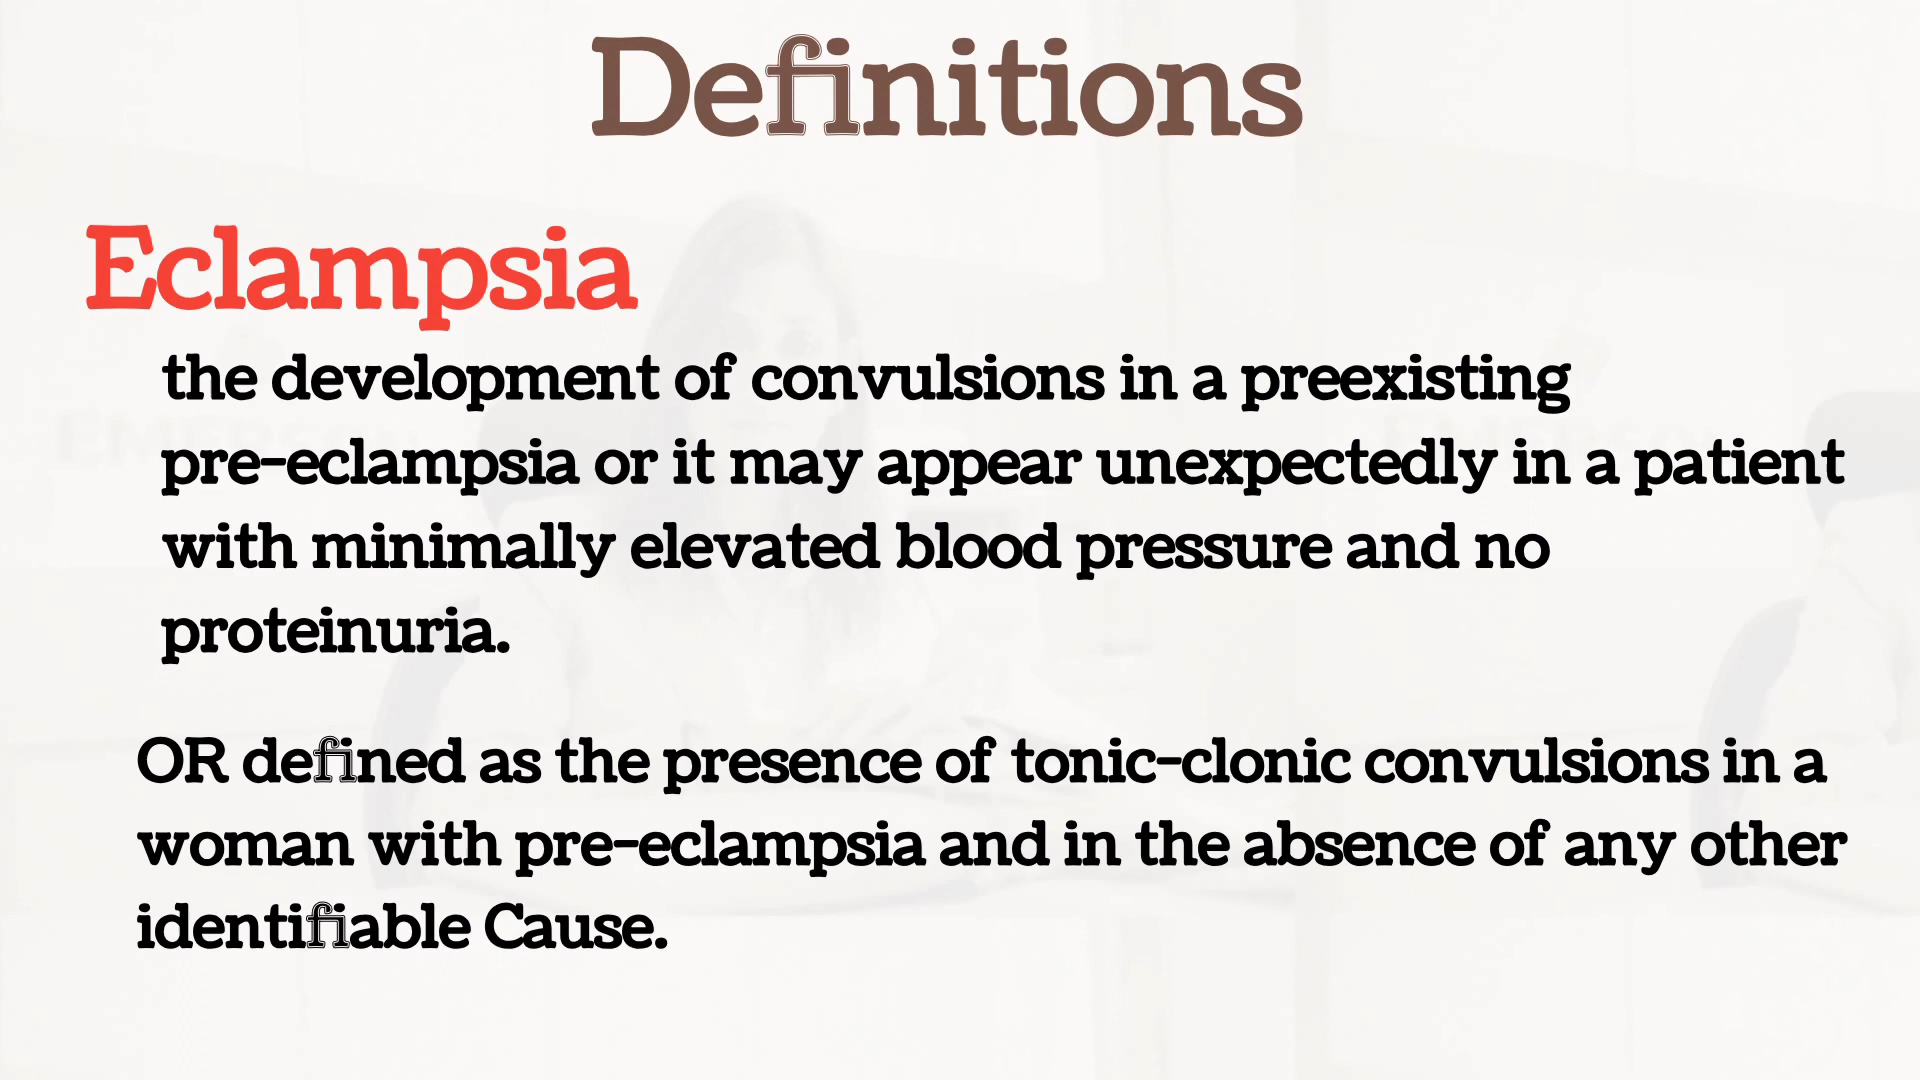 Definitions
Eclampsia
the development of convulsions in a preexisting
pre-eclampsia or it may appear unexpectedly in a patient
with minimally elevated blood pressure and no
proteinuria.
OR defined as the presence of tonic-clonic convulsions in a
woman with pre-eclampsia and in the absence of any other
identifiable Cause.